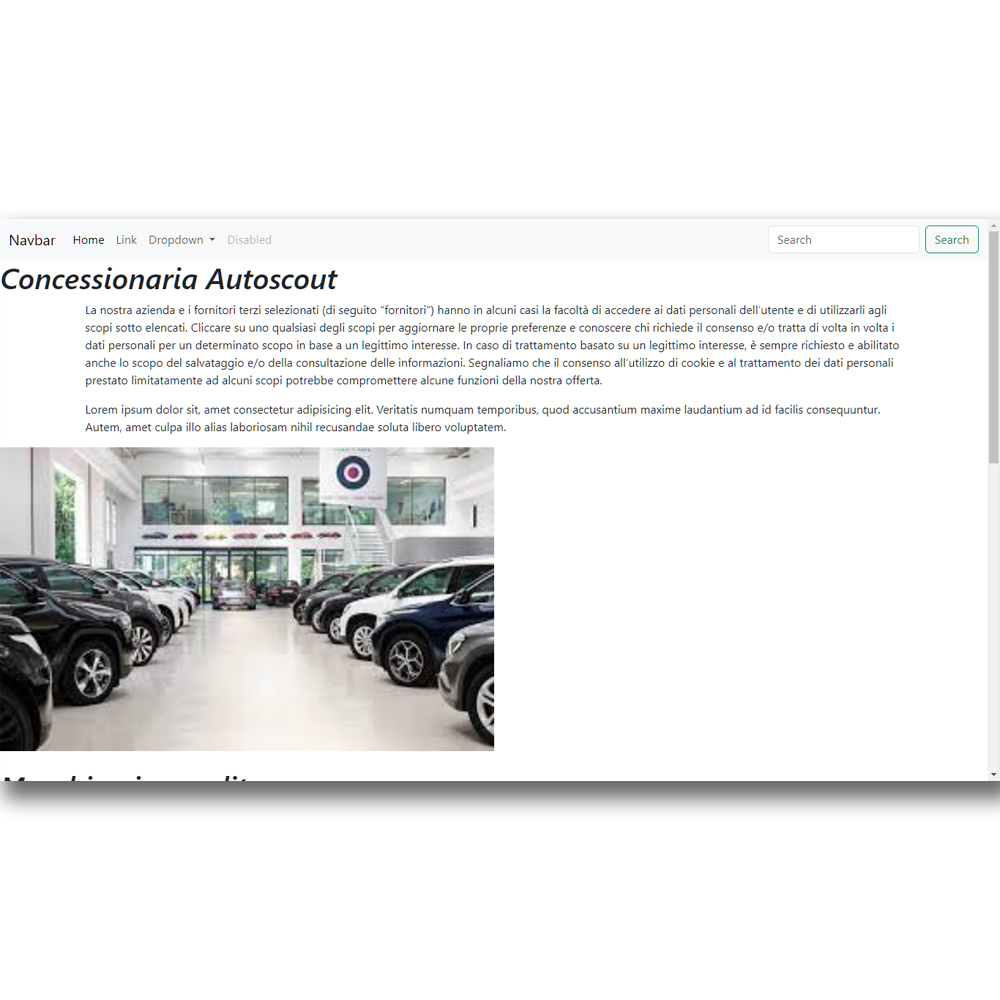 Navbar Home Link Dropdown Disabled Search Search
Concessionaria Autoscout
La nostra azienda e i fornitori terzi selezionati (di seguito “fornitori”) hanno in alcuni casi la facoltà di accedere ai dati personali dell'utente e di utilizzarli agli
scopi sotto elencati. Cliccare su uno qualsiasi degli scopi per aggiornare le proprie preferenze e conoscere chi richiede il consenso e/o tratta di volta in volta i
dati personali per un determinato scopo in base a un legittimo interesse. In caso di trattamento basato su un legittimo interesse, è sempre richiesto e abilitato
anche lo scopo del salvataggio e/o della consultazione delle informazioni. Segnaliamo che il consenso all'utilizzo di cookie e al trattamento dei dati personali
prestato limitatamente ad alcuni scopi potrebbe compromettere alcune funzioni della nostra offerta.
Lorem ipsum dolor sit, amet consectetur adipisicing elit. Veritatis numquam temporibus, quod accusantium maxime laudantium ad id facilis consequuntur.
Autem, amet culpa illo alias laboriosam nihil recusandae soluta libero voluptatem.